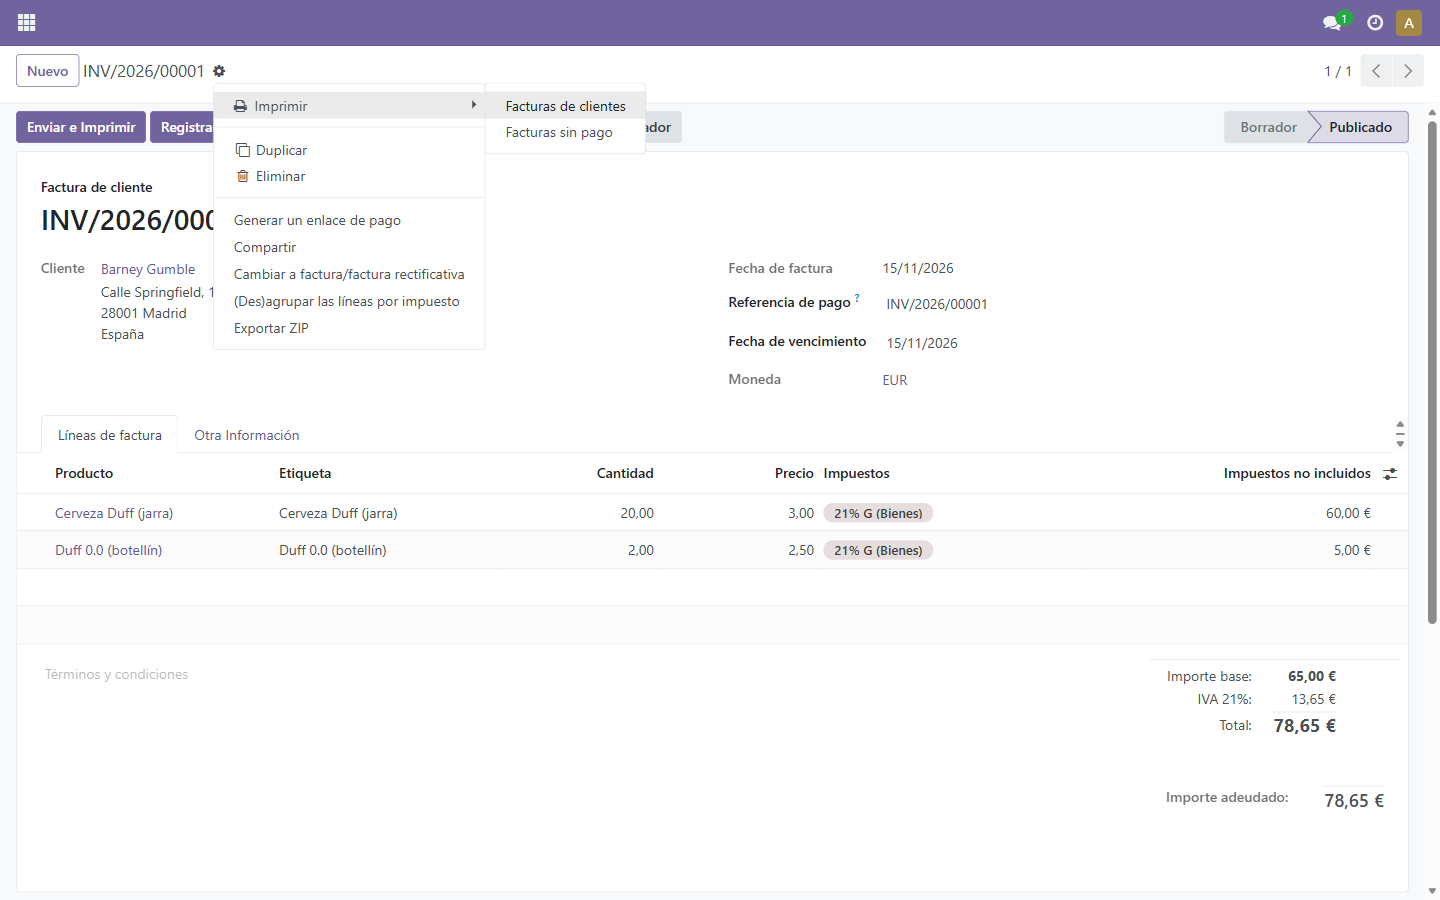 1
A
Nuevo
INV/2026/00001
1 / 1
Imprimir
Facturas de clientes
Facturas sin pago
Duplicar
Eliminar
Generar un enlace de pago
Compartir
Cambiar a factura/factura rectificativa
(Des)agrupar las líneas por impuesto
Exportar ZIP
Enviar e Imprimir
Registra
ador
Borrador
Publicado
Factura de cliente
INV/2026/000
Cliente
Barney Gumble
Calle Springfield, 1
28001 Madrid
España
Fecha de factura
15/11/2026
Referencia de pago ?
INV/2026/00001
Fecha de vencimiento
15/11/2026
Moneda
EUR
Líneas de factura
Otra Información
Producto Etiqueta Cantidad Precio Impuestos Impuestos no incluidos
Cerveza Duff (jarra) Cerveza Duff (jarra) 20,00 3,00 21% G (Bienes) 60,00 €
Duff 0.0 (botellín) Duff 0.0 (botellín) 2,00 2,50 21% G (Bienes) 5,00 €
Términos y condiciones
Importe base: 65,00 €
IVA 21%: 13,65 €
Total: 78,65 €
Importe adeudado: 78,65 €